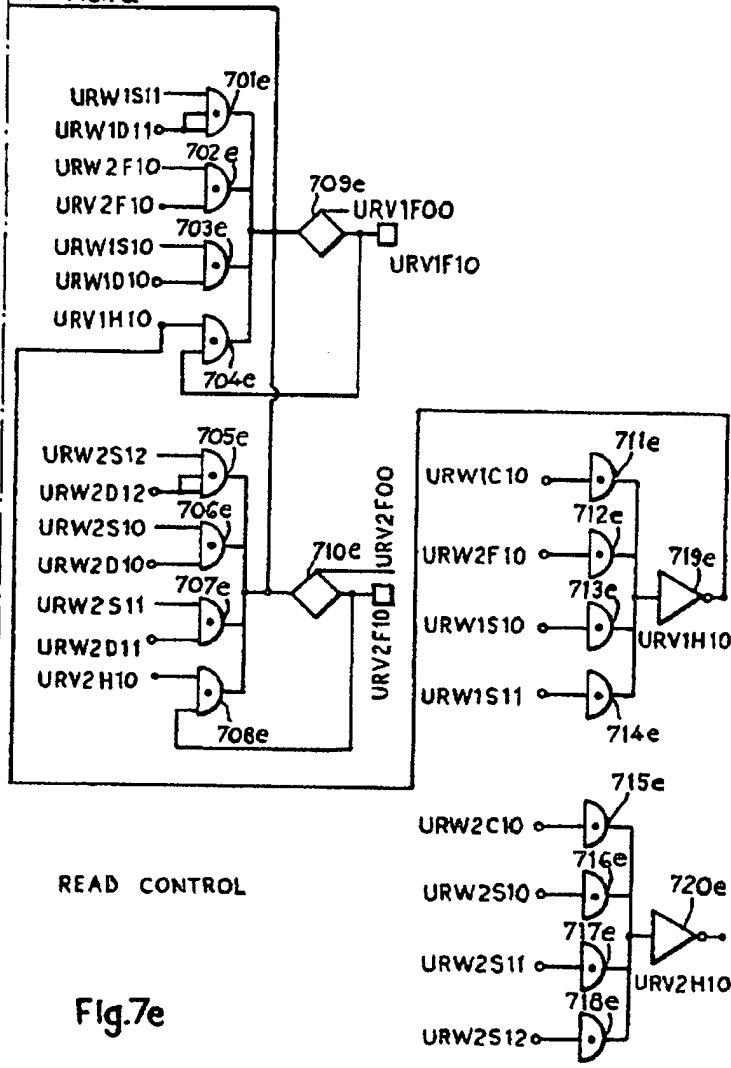 701e
URW1S11
URW1D11
702e
URW2F10
URV2F10
709e
URV1F00
703e
URW1S10
URW1D10
URV1F10
URV1H10
704e
705e
URW2S12
URW2D12
706e
URW2S10
URW2D10
710e
URV2F00
707e
URW2S11
URW2D11
URV2F10
URV2H10
708e
711e
URW1C10
712e
URW2F10
719e
713e
URW1S10
URV1H10
URW1S11
714e
715e
URW2C10
716e
URW2S10
720e
717e
URW2S11
URV2H10
718e
URW2S12
READ CONTROL
Fig.7e